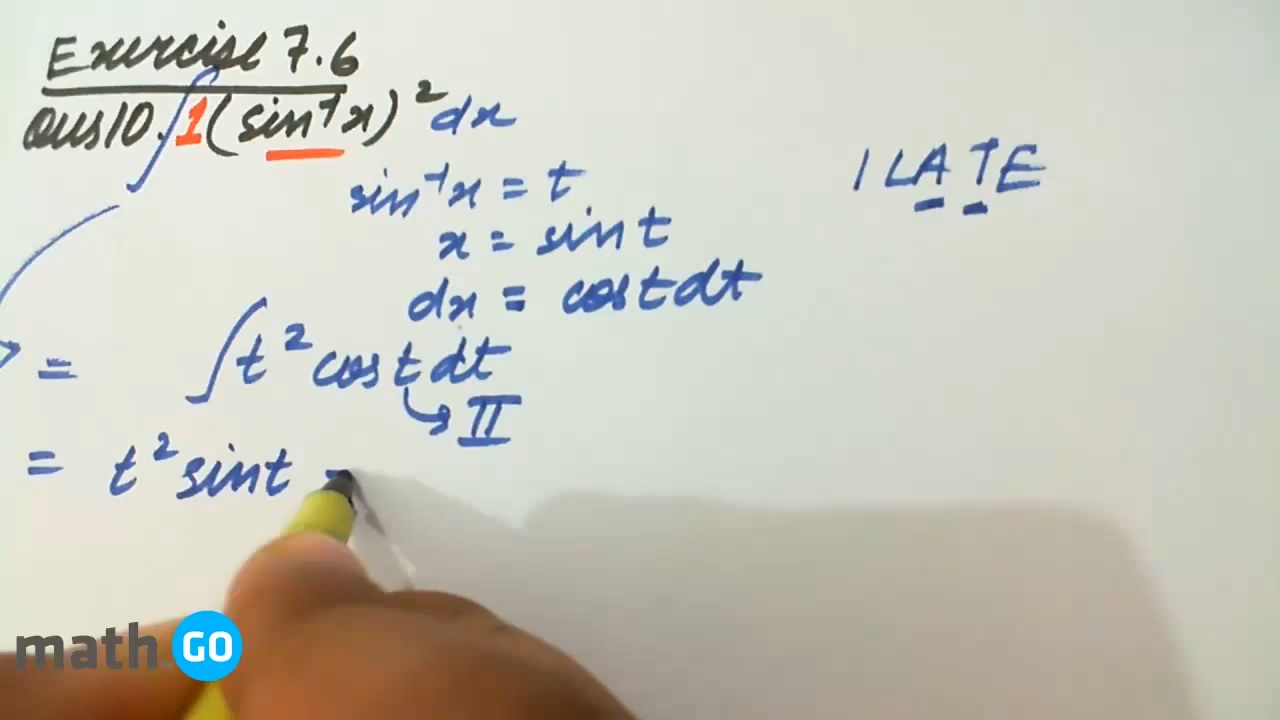 Exercise 7.6
Ques10. ∫1(sin⁻¹x)² dx
sin⁻¹x = t
x = sin t
dx = cos t dt
ILATE
= ∫t² cos t dt
II
= t² sin t -
math.GO